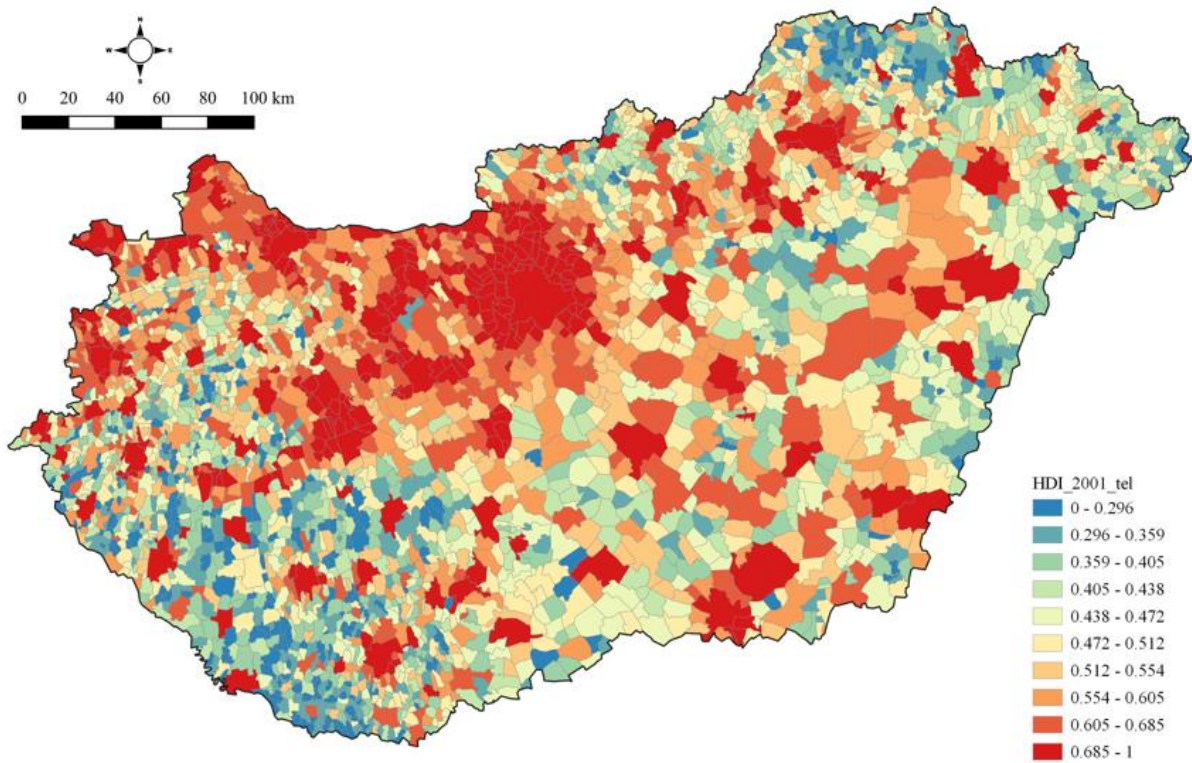 N
W E
S
0 20 40 60 80 100 km
HDI_2001_tel
0 - 0.296
0.296 - 0.359
0.359 - 0.405
0.405 - 0.438
0.438 - 0.472
0.472 - 0.512
0.512 - 0.554
0.554 - 0.605
0.605 - 0.685
0.685 - 1